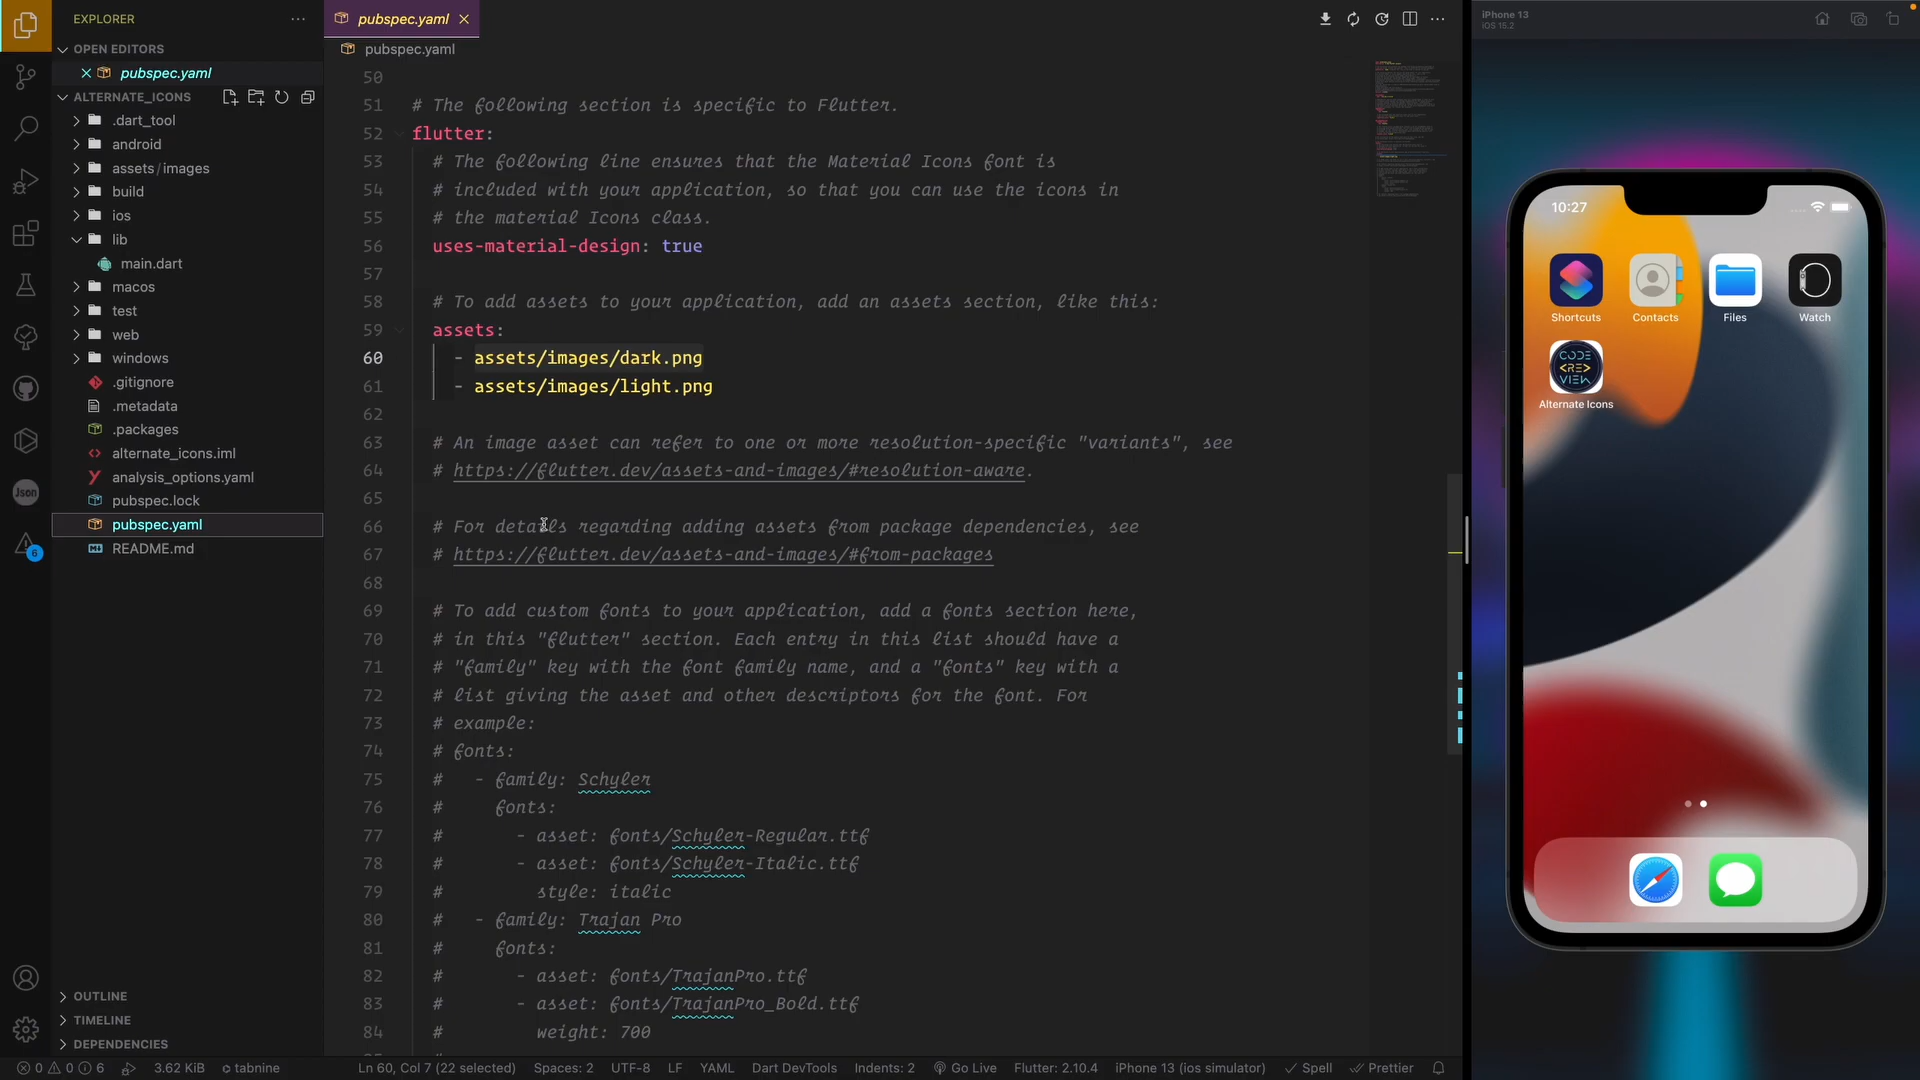 EXPLORER
OPEN EDITORS
pubspec.yaml
ALTERNATE_ICONS
.dart_tool
android
assets/images
build
ios
lib
main.dart
macos
test
web
windows
.gitignore
.metadata
.packages
alternate_icons.iml
analysis_options.yaml
pubspec.lock
pubspec.yaml
README.md
OUTLINE
TIMELINE
DEPENDENCIES
Json
6
pubspec.yaml
pubspec.yaml
50
51 # The following section is specific to Flutter.
52 flutter:
53 # The following line ensures that the Material Icons font is
54 # included with your application, so that you can use the icons in
55 # the material Icons class.
56 uses-material-design: true
57
58 # To add assets to your application, add an assets section, like this:
59 assets:
60 - assets/images/dark.png
61 - assets/images/light.png
62
63 # An image asset can refer to one or more resolution-specific "variants", see
64 # https://flutter.dev/assets-and-images/#resolution-aware.
65
66 # For details regarding adding assets from package dependencies, see
67 # https://flutter.dev/assets-and-images/#from-packages
68
69 # To add custom fonts to your application, add a fonts section here,
70 # in this "flutter" section. Each entry in this list should have a
71 # "family" key with the font family name, and a "fonts" key with a
72 # list giving the asset and other descriptors for the font. For
73 # example:
74 # fonts:
75 # - family: Schyler
76 # fonts:
77 # - asset: fonts/Schyler-Regular.ttf
78 # - asset: fonts/Schyler-Italic.ttf
79 # style: italic
80 # - family: Trajan Pro
81 # fonts:
82 # - asset: fonts/TrajanPro.ttf
83 # - asset: fonts/TrajanPro_Bold.ttf
84 # weight: 700
0 0 6 3.62 KiB tabnine Ln 60, Col 7 (22 selected) Spaces: 2 UTF-8 LF YAML Dart DevTools Indents: 2 Go Live Flutter: 2.10.4 iPhone 13 (ios simulator) Spell Prettier
iPhone 13
iOS 15.2
10:27
Shortcuts Contacts Files Watch
CODE
<REV>
VIEW
Alternate Icons